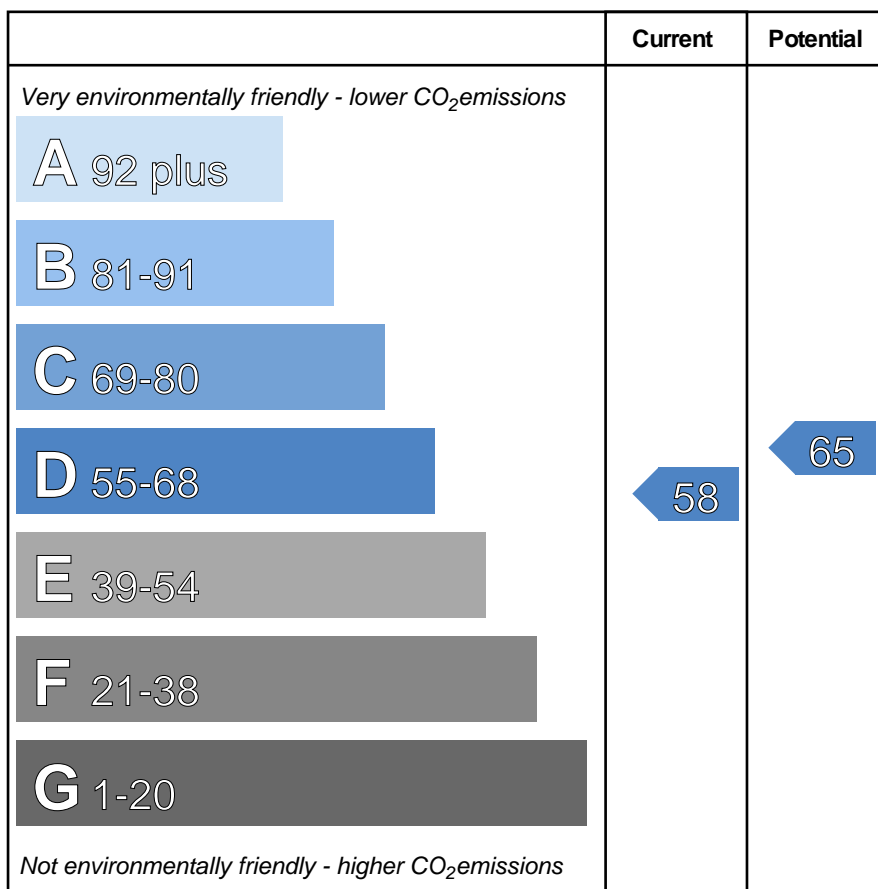 Current Potential
Very environmentally friendly - lower CO2emissions
A 92 plus
B 81-91
C 69-80
D 55-68
65
58
E 39-54
F 21-38
G 1-20
Not environmentally friendly - higher CO2emissions